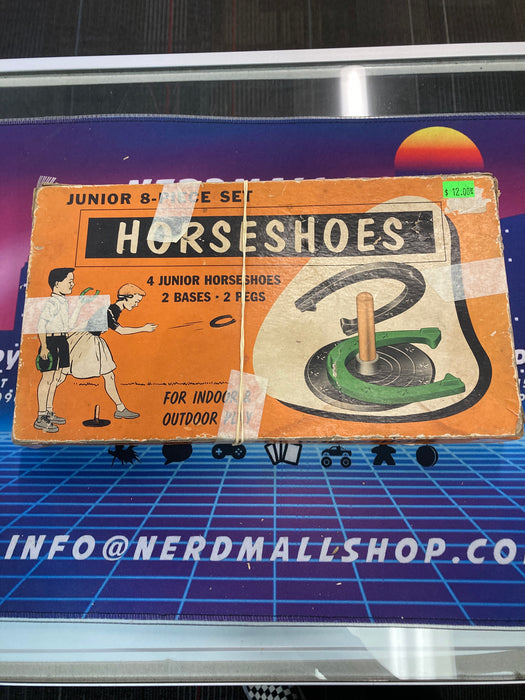 NERDMALL
JUNIOR 8-PIECE SET
$ 12.00
HORSESHOES
4 JUNIOR HORSESHOES
2 BASES · 2 PEGS
FOR INDOOR &
OUTDOOR PLAY
INFO@NERDMALLSHOP.CO